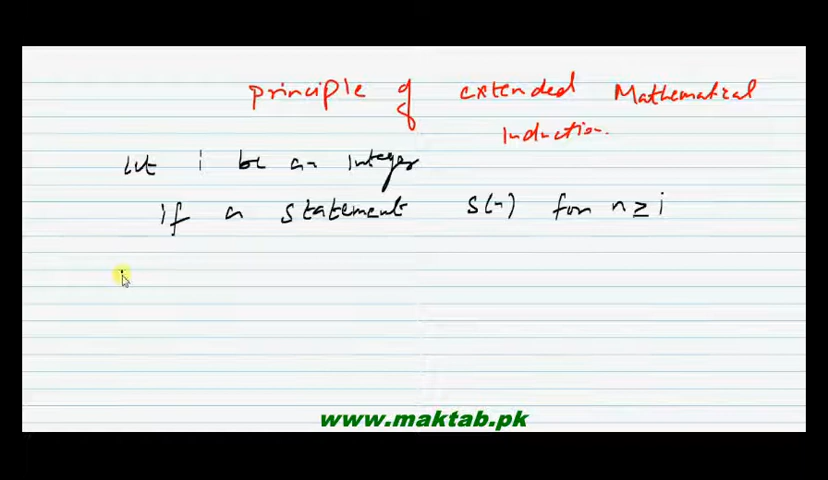 principle of extended Mathematical
Induction.
let i be an integer
if a statement s(n) for n ≥ i
www.maktab.pk